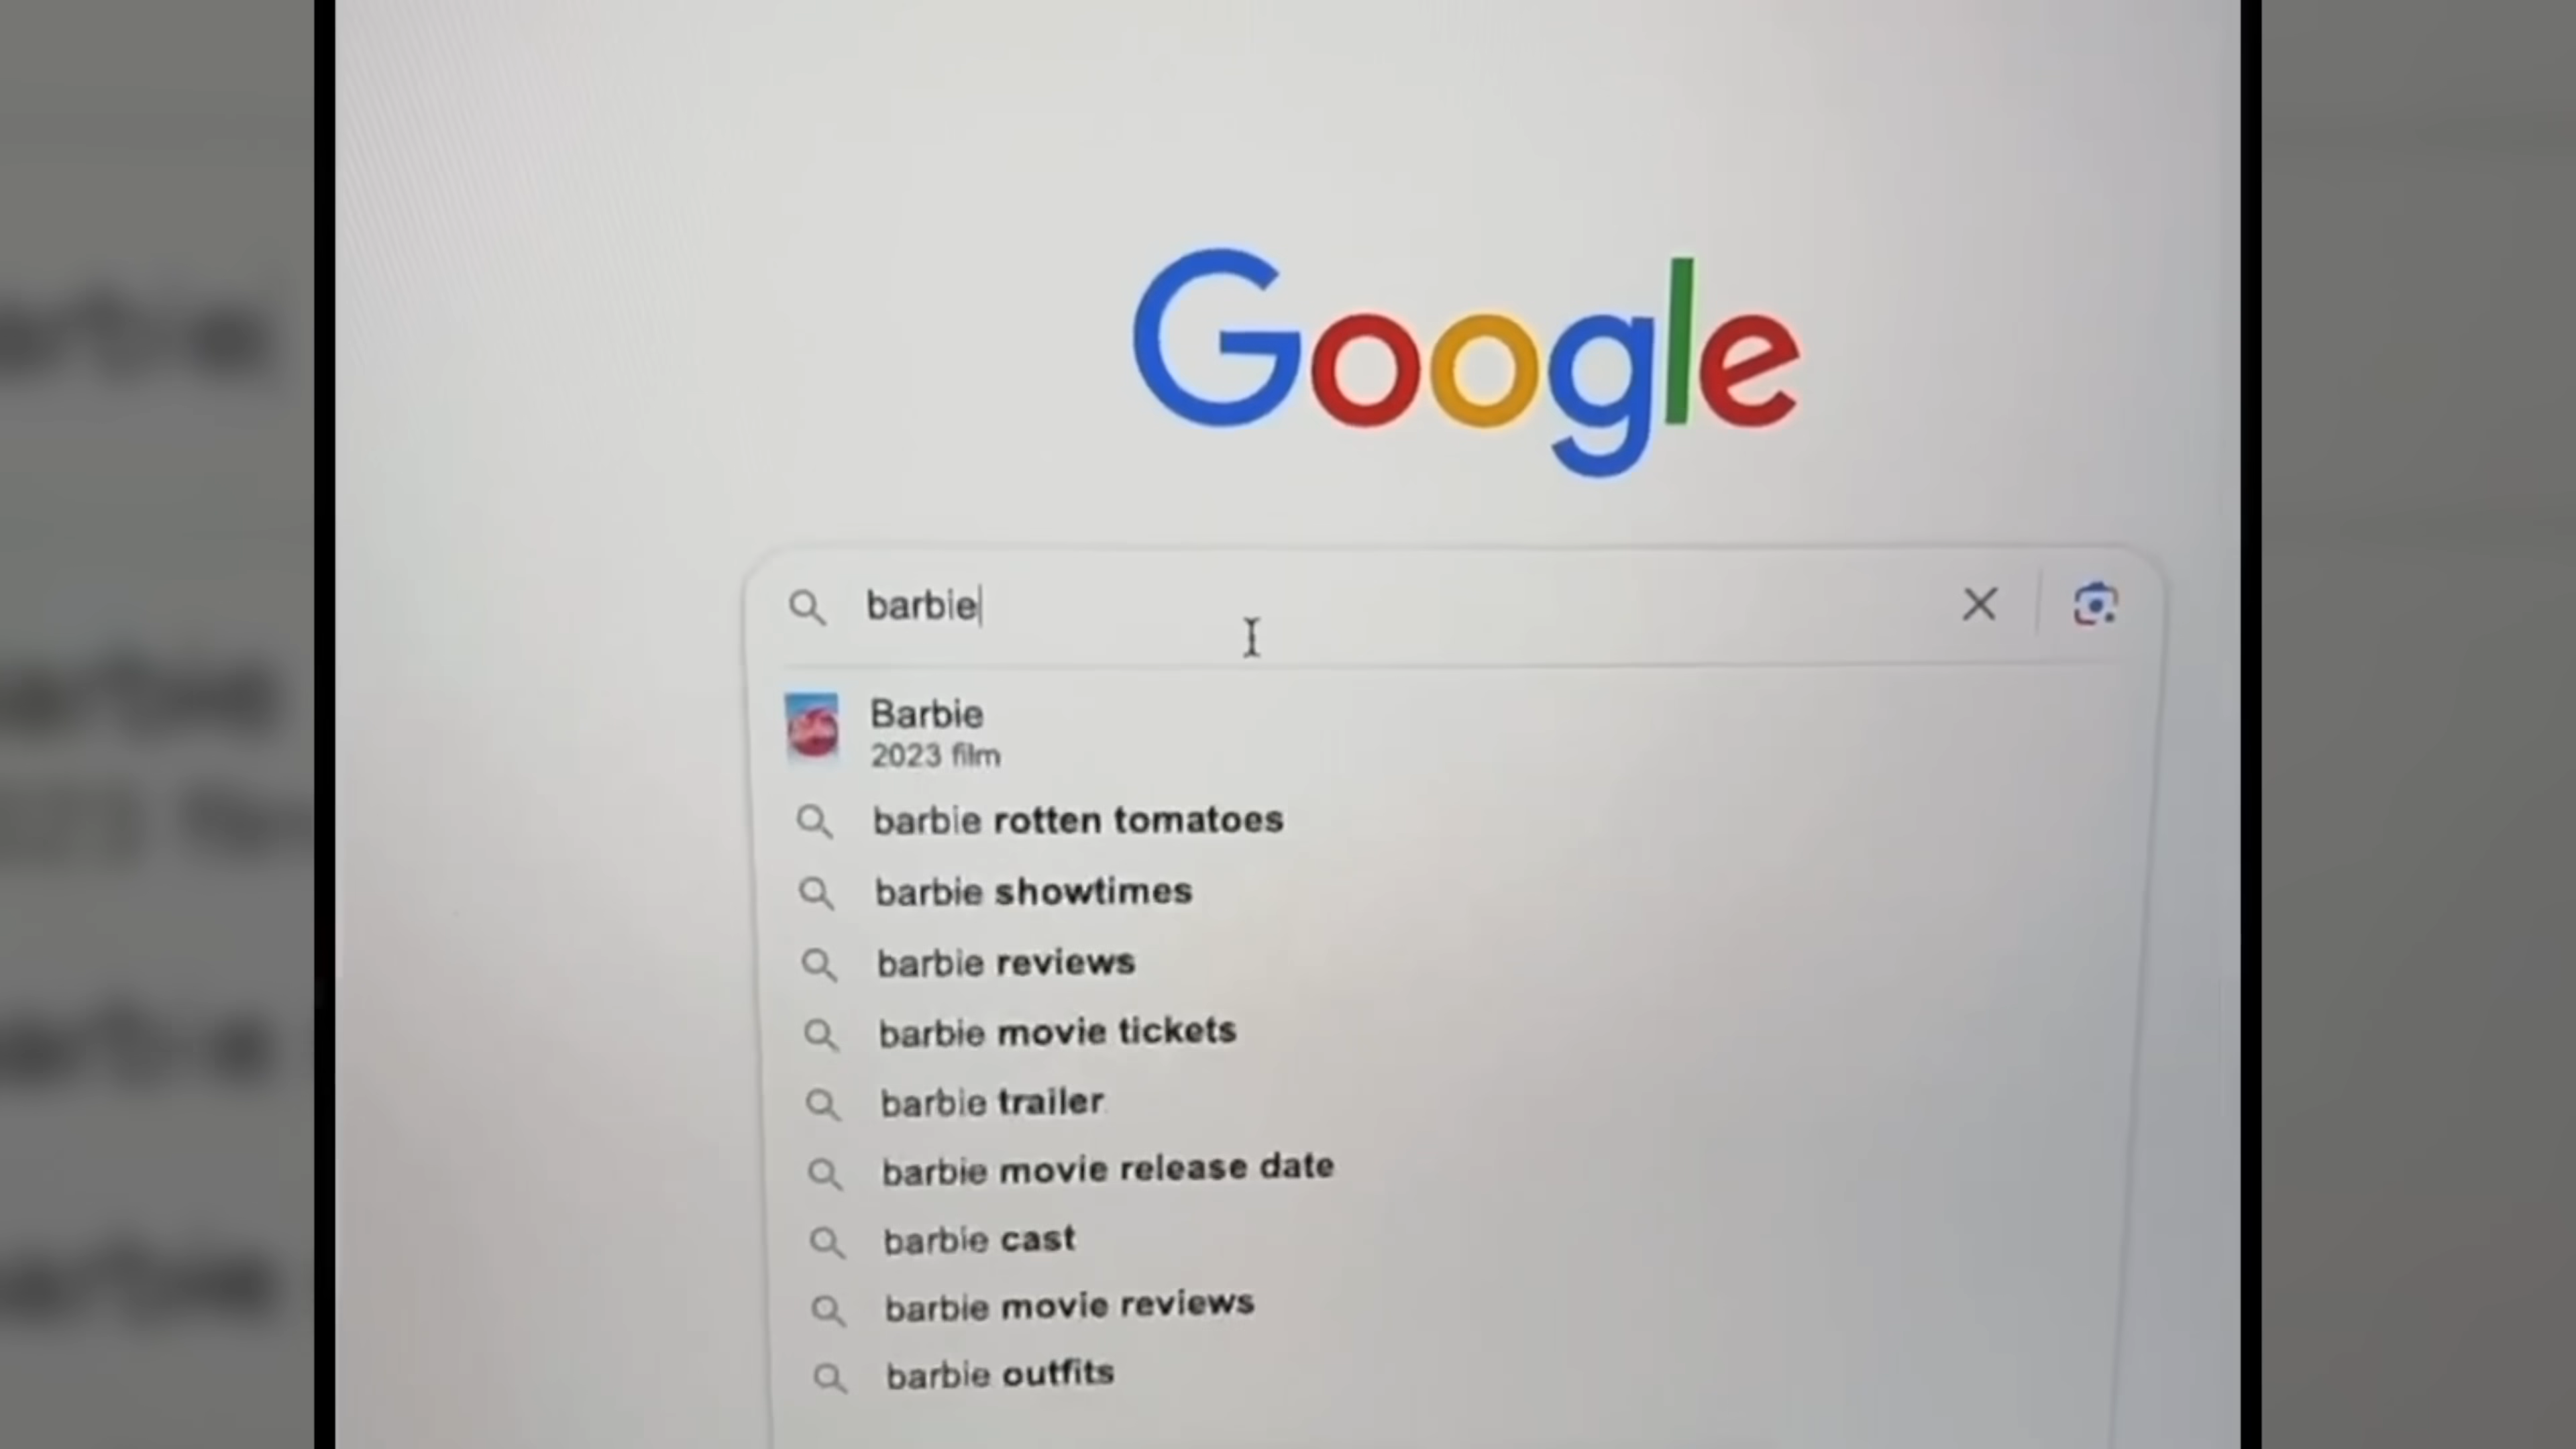 Google
barbie
Barbie
2023 film
barbie rotten tomatoes
barbie showtimes
barbie reviews
barbie movie tickets
barbie trailer
barbie movie release date
barbie cast
barbie movie reviews
barbie outfits